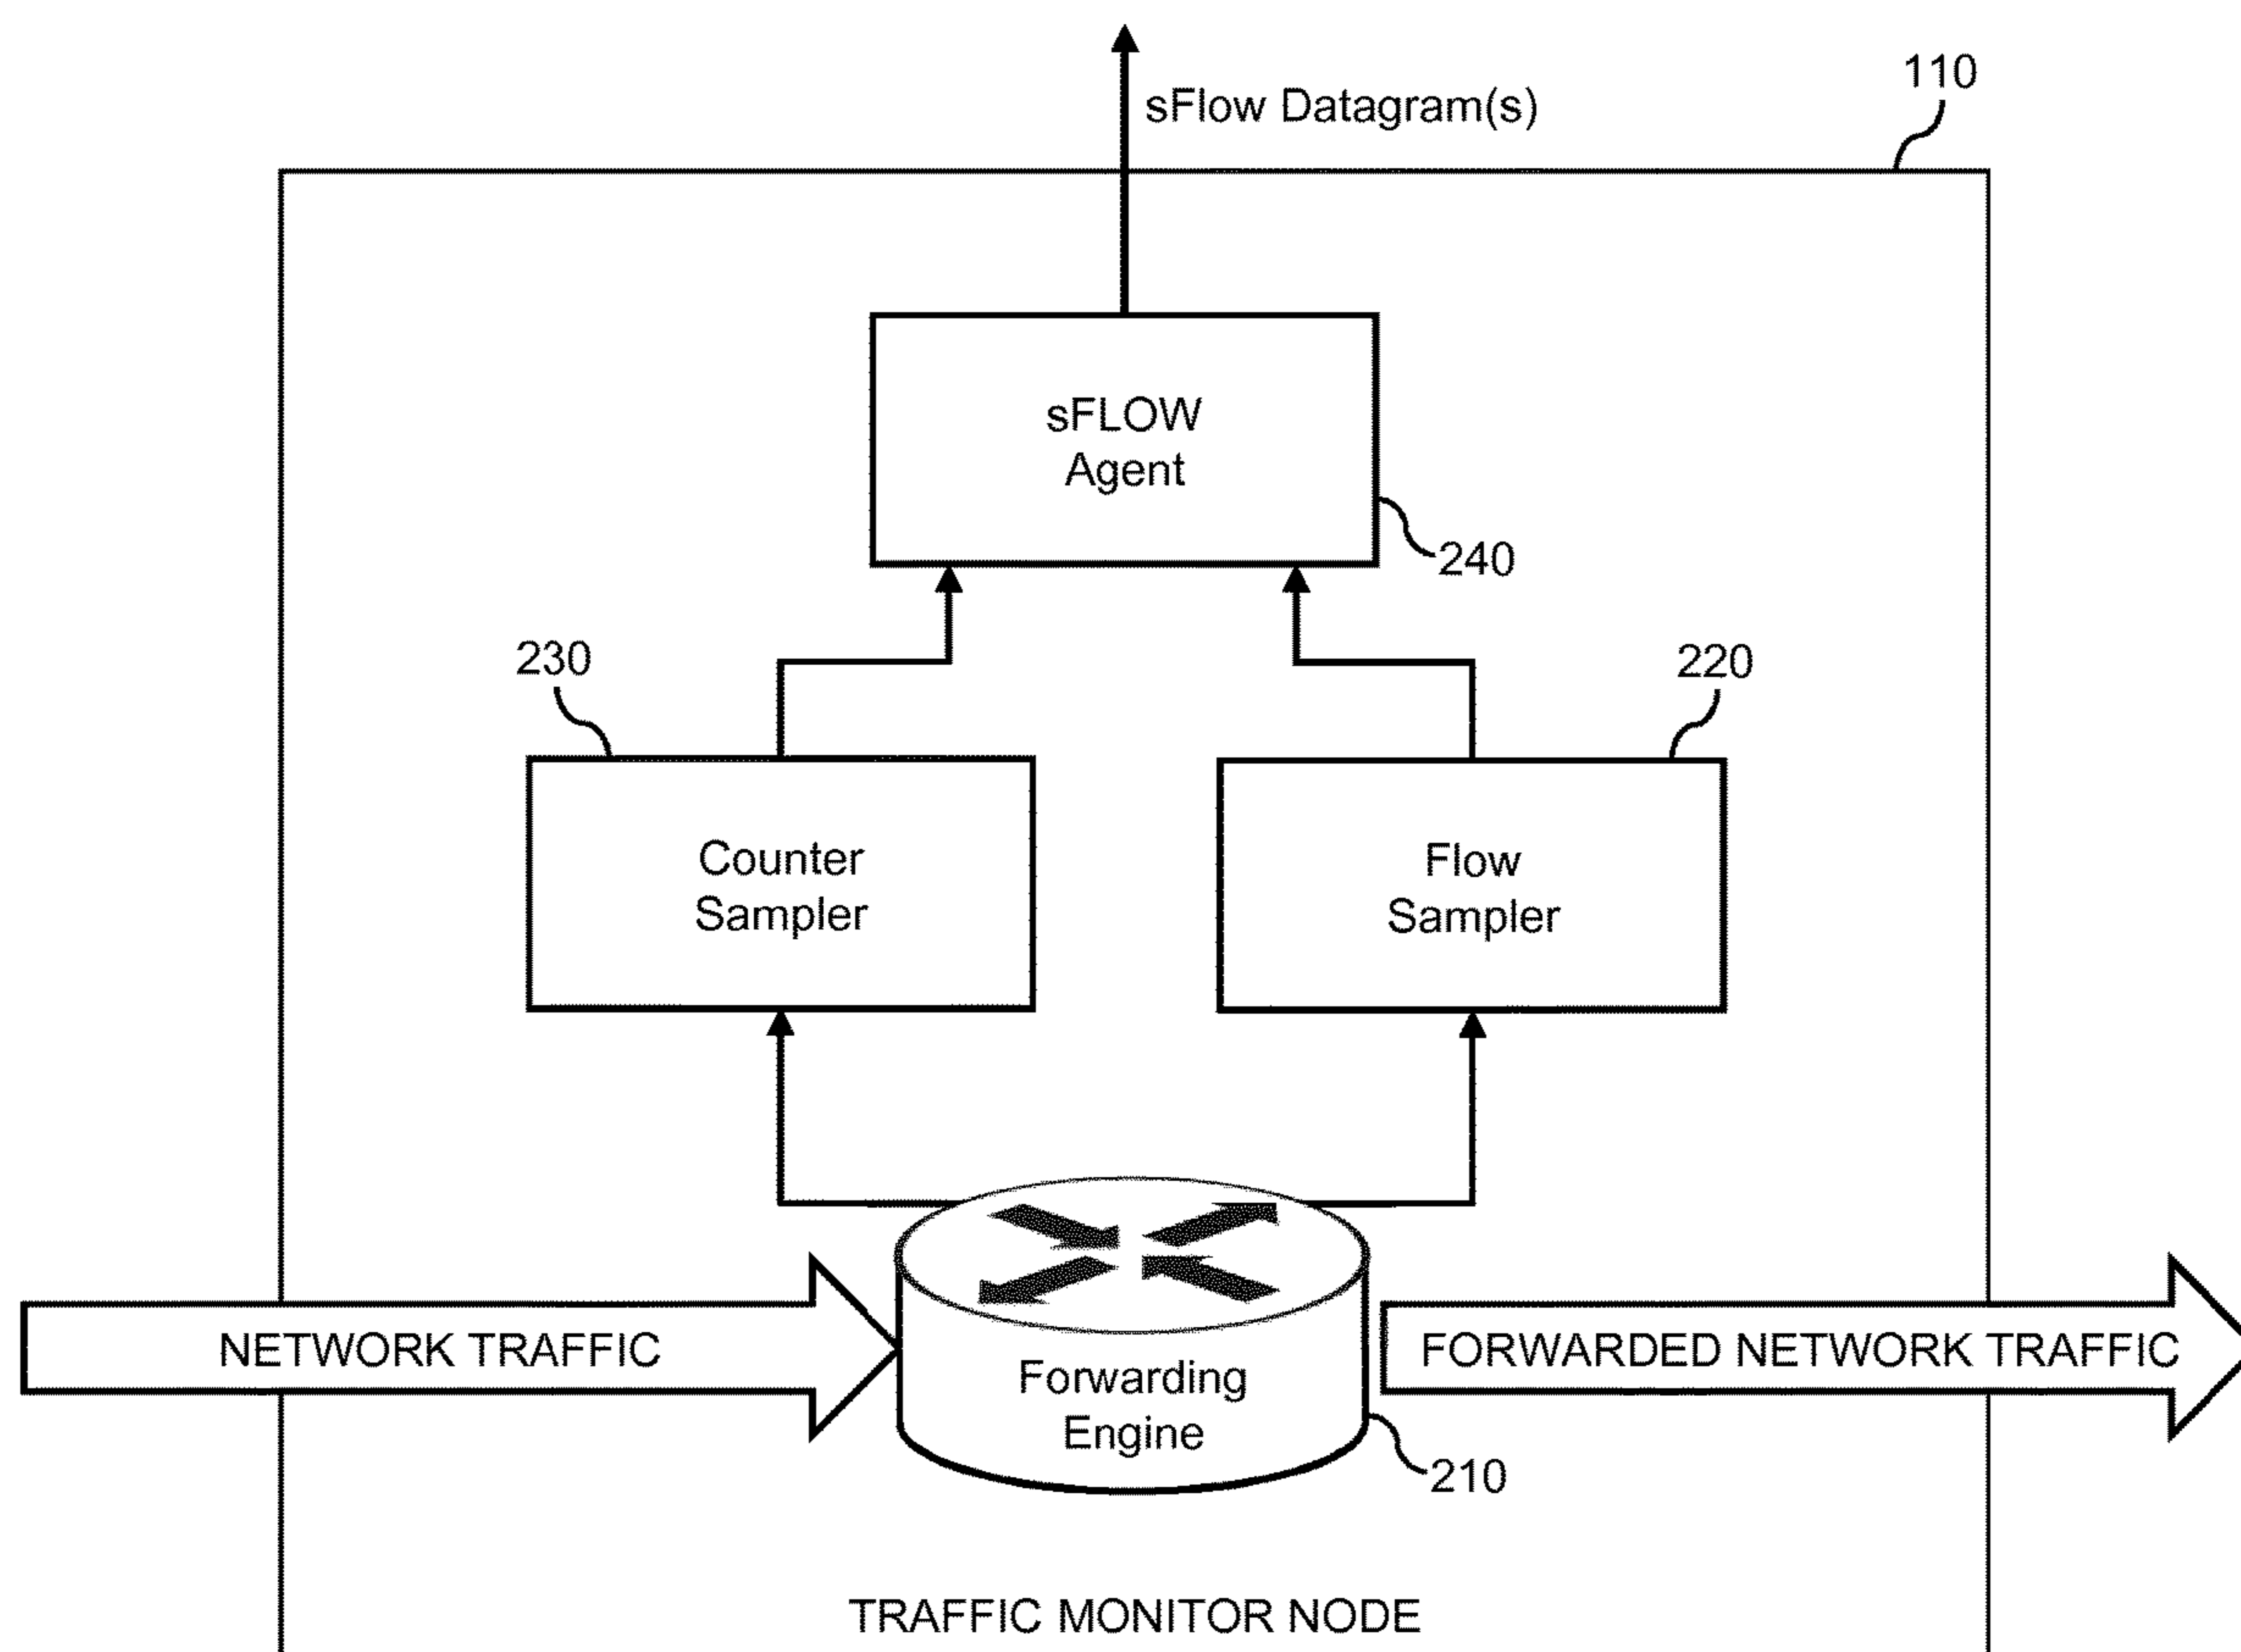 110
sFlow Datagram(s)
sFLOW
Agent
240
230
220
Counter
Sampler
Flow
Sampler
NETWORK TRAFFIC
FORWARDED NETWORK TRAFFIC
Forwarding
Engine
210
TRAFFIC MONITOR NODE